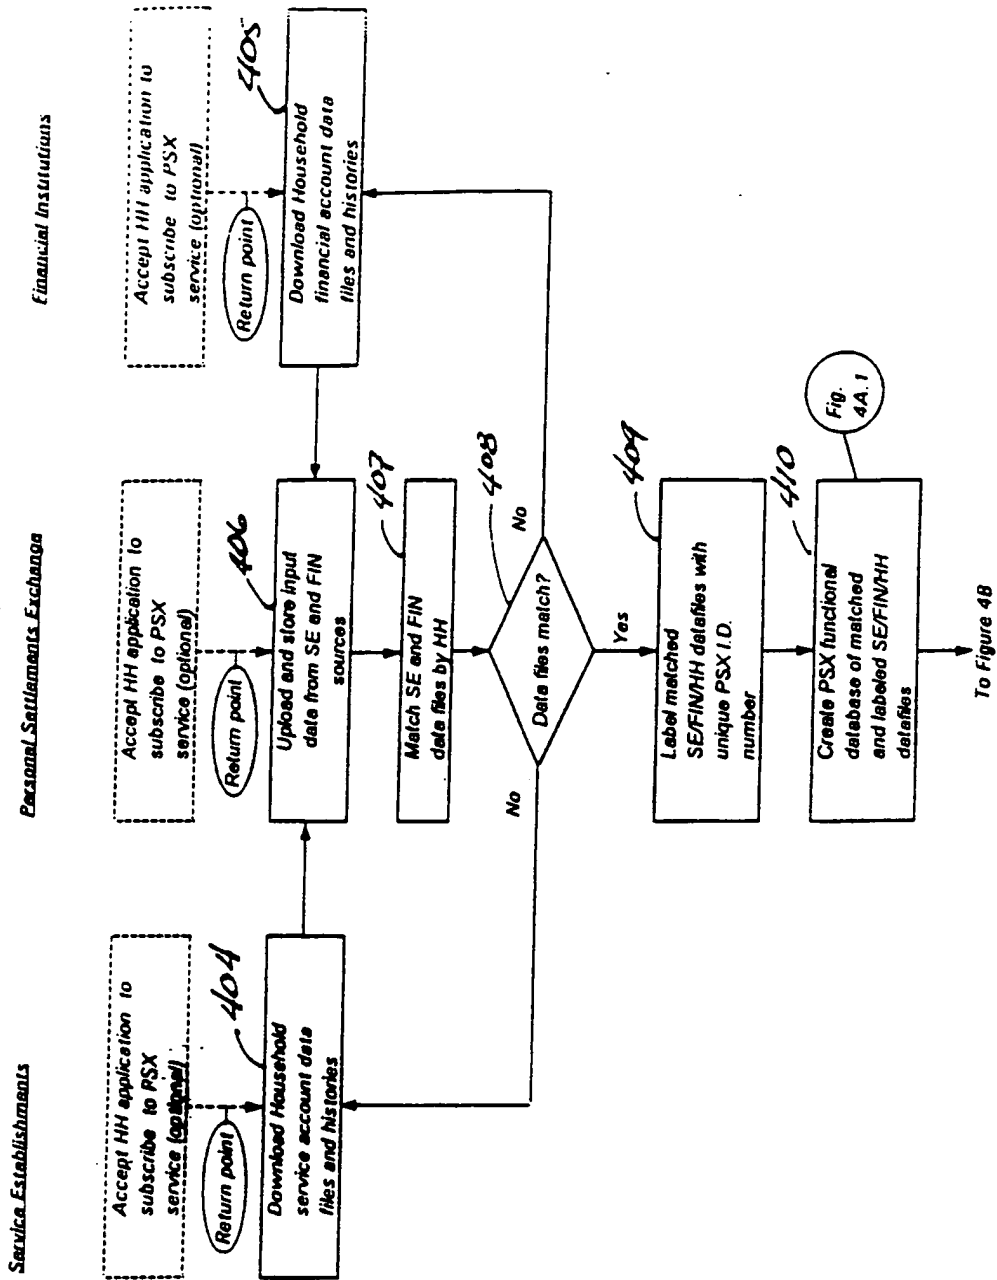 Service Establishments
Accept HH application to
subscribe to PSX
service (optional)
Return point
404
Download Household
service account data
files and histories
Personal Settlements Exchange
Accept HH application to
subscribe to PSX
service (optional)
Return point
406
Upload and store input
data from SE and FIN
sources
407
Match SE and FIN
data files by HH
408
Data files match?
No
No
Yes
409
Label matched
SE/FIN/HH datafiles with
unique PSX I.D.
number
410
Create PSX functional
database of matched
and labeled SE/FIN/HH
datafiles
Fig.
4A.1
To Figure 4B
Financial Institutions
Accept HH application to
subscribe to PSX
service (optional)
Return point
405
Download Household
financial account data
files and histories